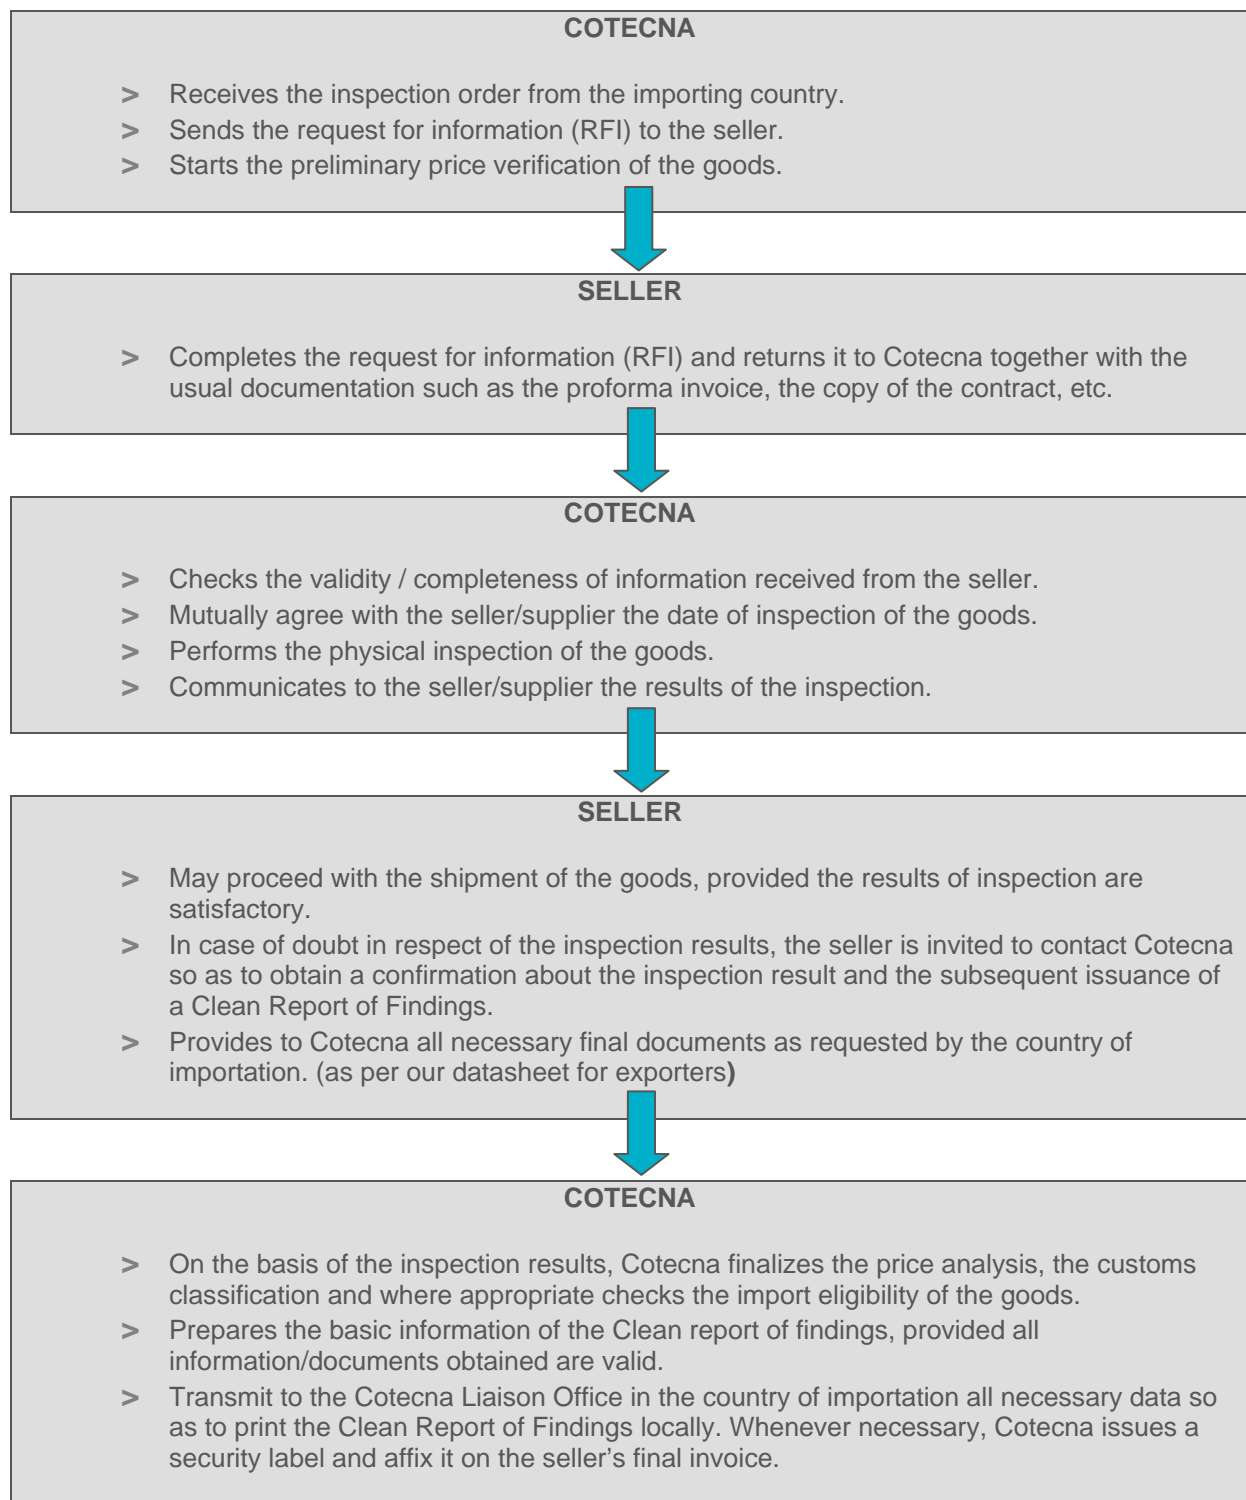 COTECNA
> Receives the inspection order from the importing country.
> Sends the request for information (RFI) to the seller.
> Starts the preliminary price verification of the goods.
SELLER
> Completes the request for information (RFI) and returns it to Cotecna together with the
usual documentation such as the proforma invoice, the copy of the contract, etc.
COTECNA
> Checks the validity / completeness of information received from the seller.
> Mutually agree with the seller/supplier the date of inspection of the goods.
> Performs the physical inspection of the goods.
> Communicates to the seller/supplier the results of the inspection.
SELLER
> May proceed with the shipment of the goods, provided the results of inspection are
satisfactory.
> In case of doubt in respect of the inspection results, the seller is invited to contact Cotecna
so as to obtain a confirmation about the inspection result and the subsequent issuance of
a Clean Report of Findings.
> Provides to Cotecna all necessary final documents as requested by the country of
importation. (as per our datasheet for exporters)
COTECNA
> On the basis of the inspection results, Cotecna finalizes the price analysis, the customs
classification and where appropriate checks the import eligibility of the goods.
> Prepares the basic information of the Clean report of findings, provided all
information/documents obtained are valid.
> Transmit to the Cotecna Liaison Office in the country of importation all necessary data so
as to print the Clean Report of Findings locally. Whenever necessary, Cotecna issues a
security label and affix it on the seller’s final invoice.